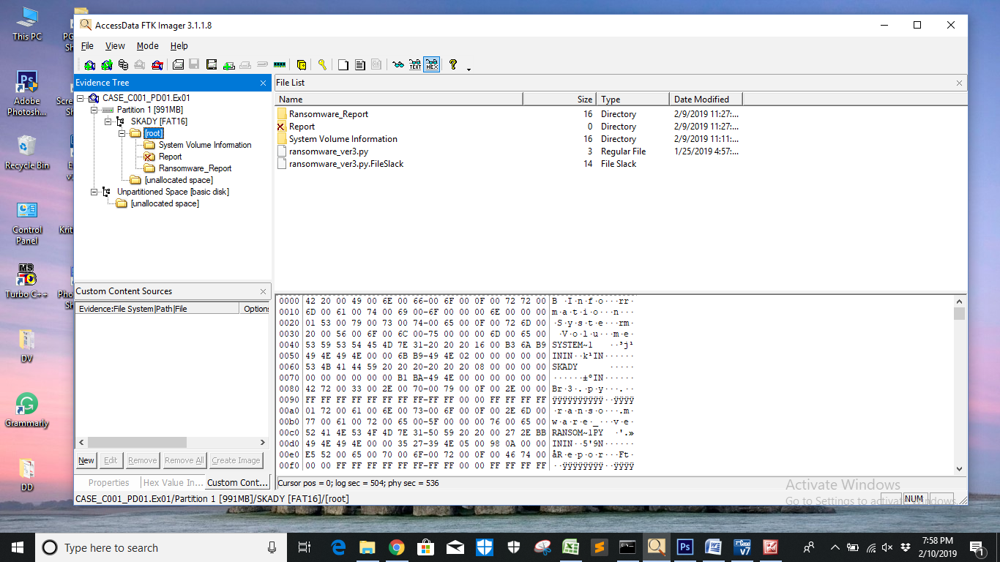 This PC
PG
Sh
Adobe
Photosh...
Scree
Sh
Recycle Bin
E
v7
Control
Panel
Krit
Turbo C++
Pho
Sh
DV
Grammarly
DD
AccessData FTK Imager 3.1.1.8
File View Mode Help
Evidence Tree
CASE_C001_PD01.Ex01
Partition 1 [991MB]
SKADY [FAT16]
[root]
System Volume Information
Report
Ransomware_Report
[unallocated space]
Unpartitioned Space [basic disk]
[unallocated space]
File List
Name Size Type Date Modified
Ransomware_Report 16 Directory 2/9/2019 11:27:...
Report 0 Directory 2/9/2019 11:27:...
System Volume Information 16 Directory 2/9/2019 11:11:...
ransomware_ver3.py 3 Regular File 1/25/2019 4:57:...
ransomware_ver3.py.FileSlack 14 File Slack
Custom Content Sources
Evidence:File System|Path|File Options
New Edit Remove Remove All Create Image
Properties Hex Value In... Custom Cont...
0000 42 20 00 49 00 6E 00 66-00 6F 00 0F 00 72 72 00 B ·I·n·f·o···rr·
0010 6D 00 61 00 74 00 69 00-6F 00 00 00 6E 00 00 00 m·a·t·i·o···n···
0020 01 53 00 79 00 73 00 74-00 65 00 0F 00 72 6D 00 ·S·y·s·t·e···rm·
0030 20 00 56 00 6F 00 6C 00-75 00 00 00 6D 00 65 00 ·V·o·l·u···m·e·
0040 53 59 53 54 45 4D 7E 31-20 20 20 16 00 B3 6A B9 SYSTEM~1 ··³j¹
0050 49 4E 49 4E 00 00 6B B9-49 4E 02 00 00 00 00 00 ININ··k¹IN······
0060 53 4B 41 44 59 20 20 20-20 20 20 08 00 00 00 00 SKADY ·····
0070 00 00 00 00 00 00 B1 BA-49 4E 00 00 00 00 00 00 ······±ºIN······
0080 42 72 00 33 00 2E 00 70-00 79 00 0F 00 2E 00 00 Br·3·.·p·y···.··
0090 FF FF FF FF FF FF FF FF-FF FF 00 00 FF FF FF FF ÿÿÿÿÿÿÿÿÿÿ··ÿÿÿÿ
00a0 01 72 00 61 00 6E 00 73-00 6F 00 0F 00 2E 6D 00 ·r·a·n·s·o···.m·
00b0 77 00 61 00 72 00 65 00-5F 00 00 00 76 00 65 00 w·a·r·e·_···v·e·
00c0 52 41 4E 53 4F 4D 7E 31-50 59 20 20 00 27 2E BB RANSOM~1PY ·'.»
00d0 49 4E 49 4E 00 00 35 27-39 4E 05 00 98 0A 00 00 ININ··5'9N······
00e0 E5 52 00 65 00 70 00 6F-00 72 00 0F 00 46 74 00 åR·e·p·o·r···Ft·
00f0 00 00 FF FF FF FF FF FF-FF FF 00 00 FF FF FF FF ··ÿÿÿÿÿÿÿÿ··ÿÿÿÿ
Cursor pos = 0; log sec = 504; phy sec = 536
Activate Windows
Go to Settings to activate Windows.
CASE_C001_PD01.Ex01/Partition 1 [991MB]/SKADY [FAT16]/[root]
NUM
Type here to search
7:58 PM
2/10/2019